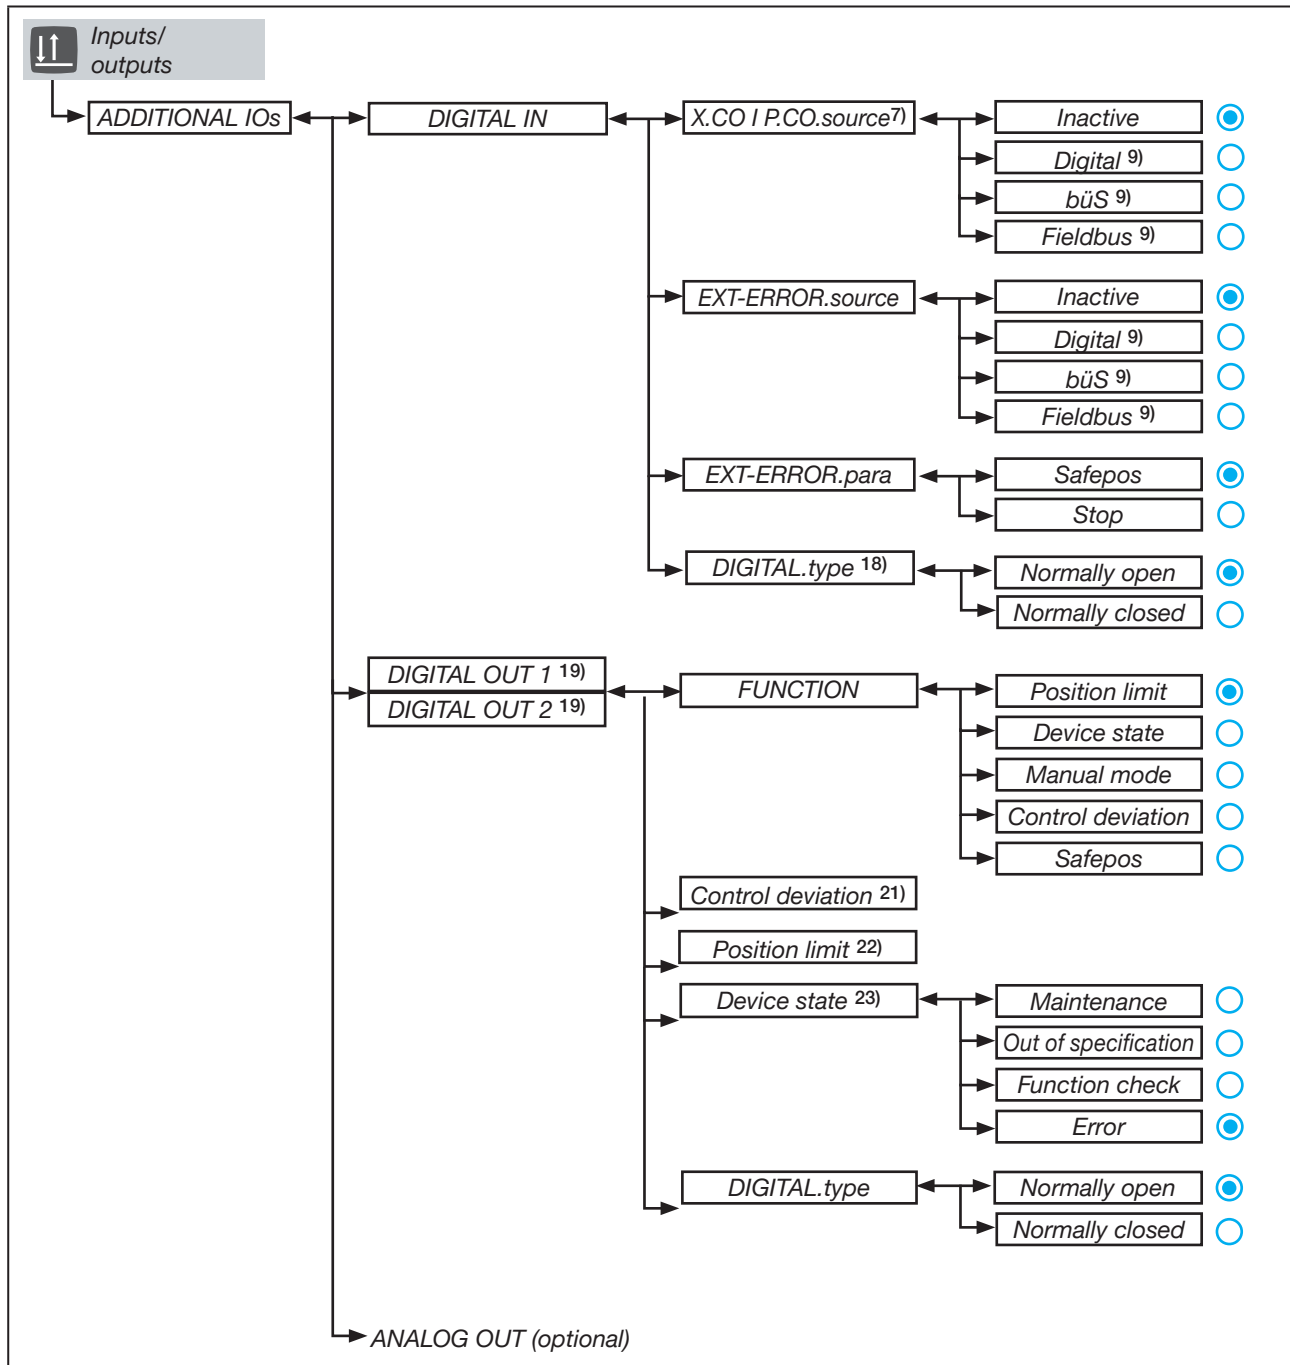 Inputs/
outputs
ADDITIONAL IOs
DIGITAL IN
X.CO I P.CO.source7)
Inactive
Digital 9)
büS 9)
Fieldbus 9)
EXT-ERROR.source
Inactive
Digital 9)
büS 9)
Fieldbus 9)
EXT-ERROR.para
Safepos
Stop
DIGITAL.type 18)
Normally open
Normally closed
DIGITAL OUT 1 19)
DIGITAL OUT 2 19)
FUNCTION
Position limit
Device state
Manual mode
Control deviation
Safepos
Control deviation 21)
Position limit 22)
Device state 23)
Maintenance
Out of specification
Function check
Error
DIGITAL.type
Normally open
Normally closed
ANALOG OUT (optional)